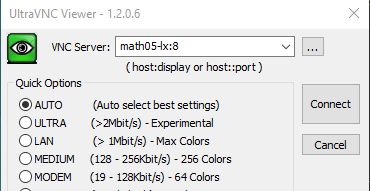 UltraVNC Viewer - 1.2.0.6
VNC Server: math05-lx:8 ...
( host:display or host::port )
Quick Options
AUTO (Auto select best settings) Connect
ULTRA (>2Mbit/s) - Experimental
LAN (> 1Mbit/s) - Max Colors
MEDIUM (128 - 256Kbit/s) - 256 Colors Cancel
MODEM (19 - 128Kbit/s) - 64 Colors